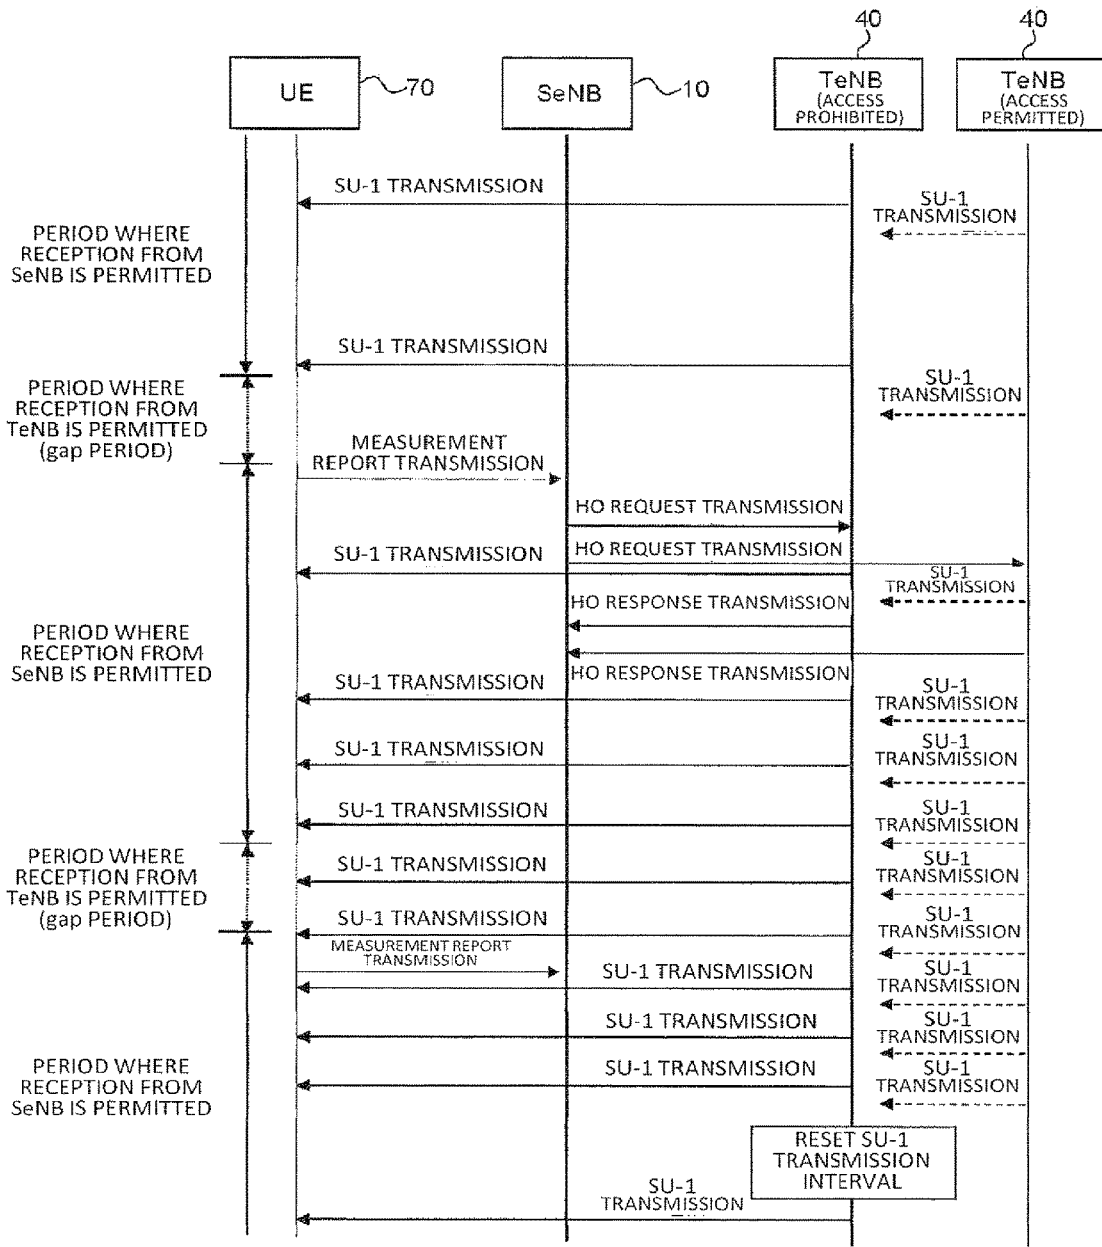 40
40
UE
70
SeNB
10
TeNB
(ACCESS
PROHIBITED)
TeNB
(ACCESS
PERMITTED)
SU-1 TRANSMISSION
SU-1
TRANSMISSION
PERIOD WHERE
RECEPTION FROM
SeNB IS PERMITTED
SU-1 TRANSMISSION
SU-1
TRANSMISSION
PERIOD WHERE
RECEPTION FROM
TeNB IS PERMITTED
(gap PERIOD)
MEASUREMENT
REPORT TRANSMISSION
HO REQUEST TRANSMISSION
HO REQUEST TRANSMISSION
SU-1 TRANSMISSION
SU-1
TRANSMISSION
HO RESPONSE TRANSMISSION
PERIOD WHERE
RECEPTION FROM
SeNB IS PERMITTED
HO RESPONSE TRANSMISSION
SU-1 TRANSMISSION
SU-1
TRANSMISSION
SU-1 TRANSMISSION
SU-1
TRANSMISSION
SU-1 TRANSMISSION
SU-1
TRANSMISSION
PERIOD WHERE
RECEPTION FROM
TeNB IS PERMITTED
(gap PERIOD)
SU-1 TRANSMISSION
SU-1
TRANSMISSION
SU-1 TRANSMISSION
SU-1
TRANSMISSION
MEASUREMENT REPORT
TRANSMISSION
SU-1 TRANSMISSION
SU-1
TRANSMISSION
SU-1 TRANSMISSION
SU-1
TRANSMISSION
PERIOD WHERE
RECEPTION FROM
SeNB IS PERMITTED
SU-1 TRANSMISSION
SU-1
TRANSMISSION
RESET SU-1
TRANSMISSION
INTERVAL
SU-1
TRANSMISSION